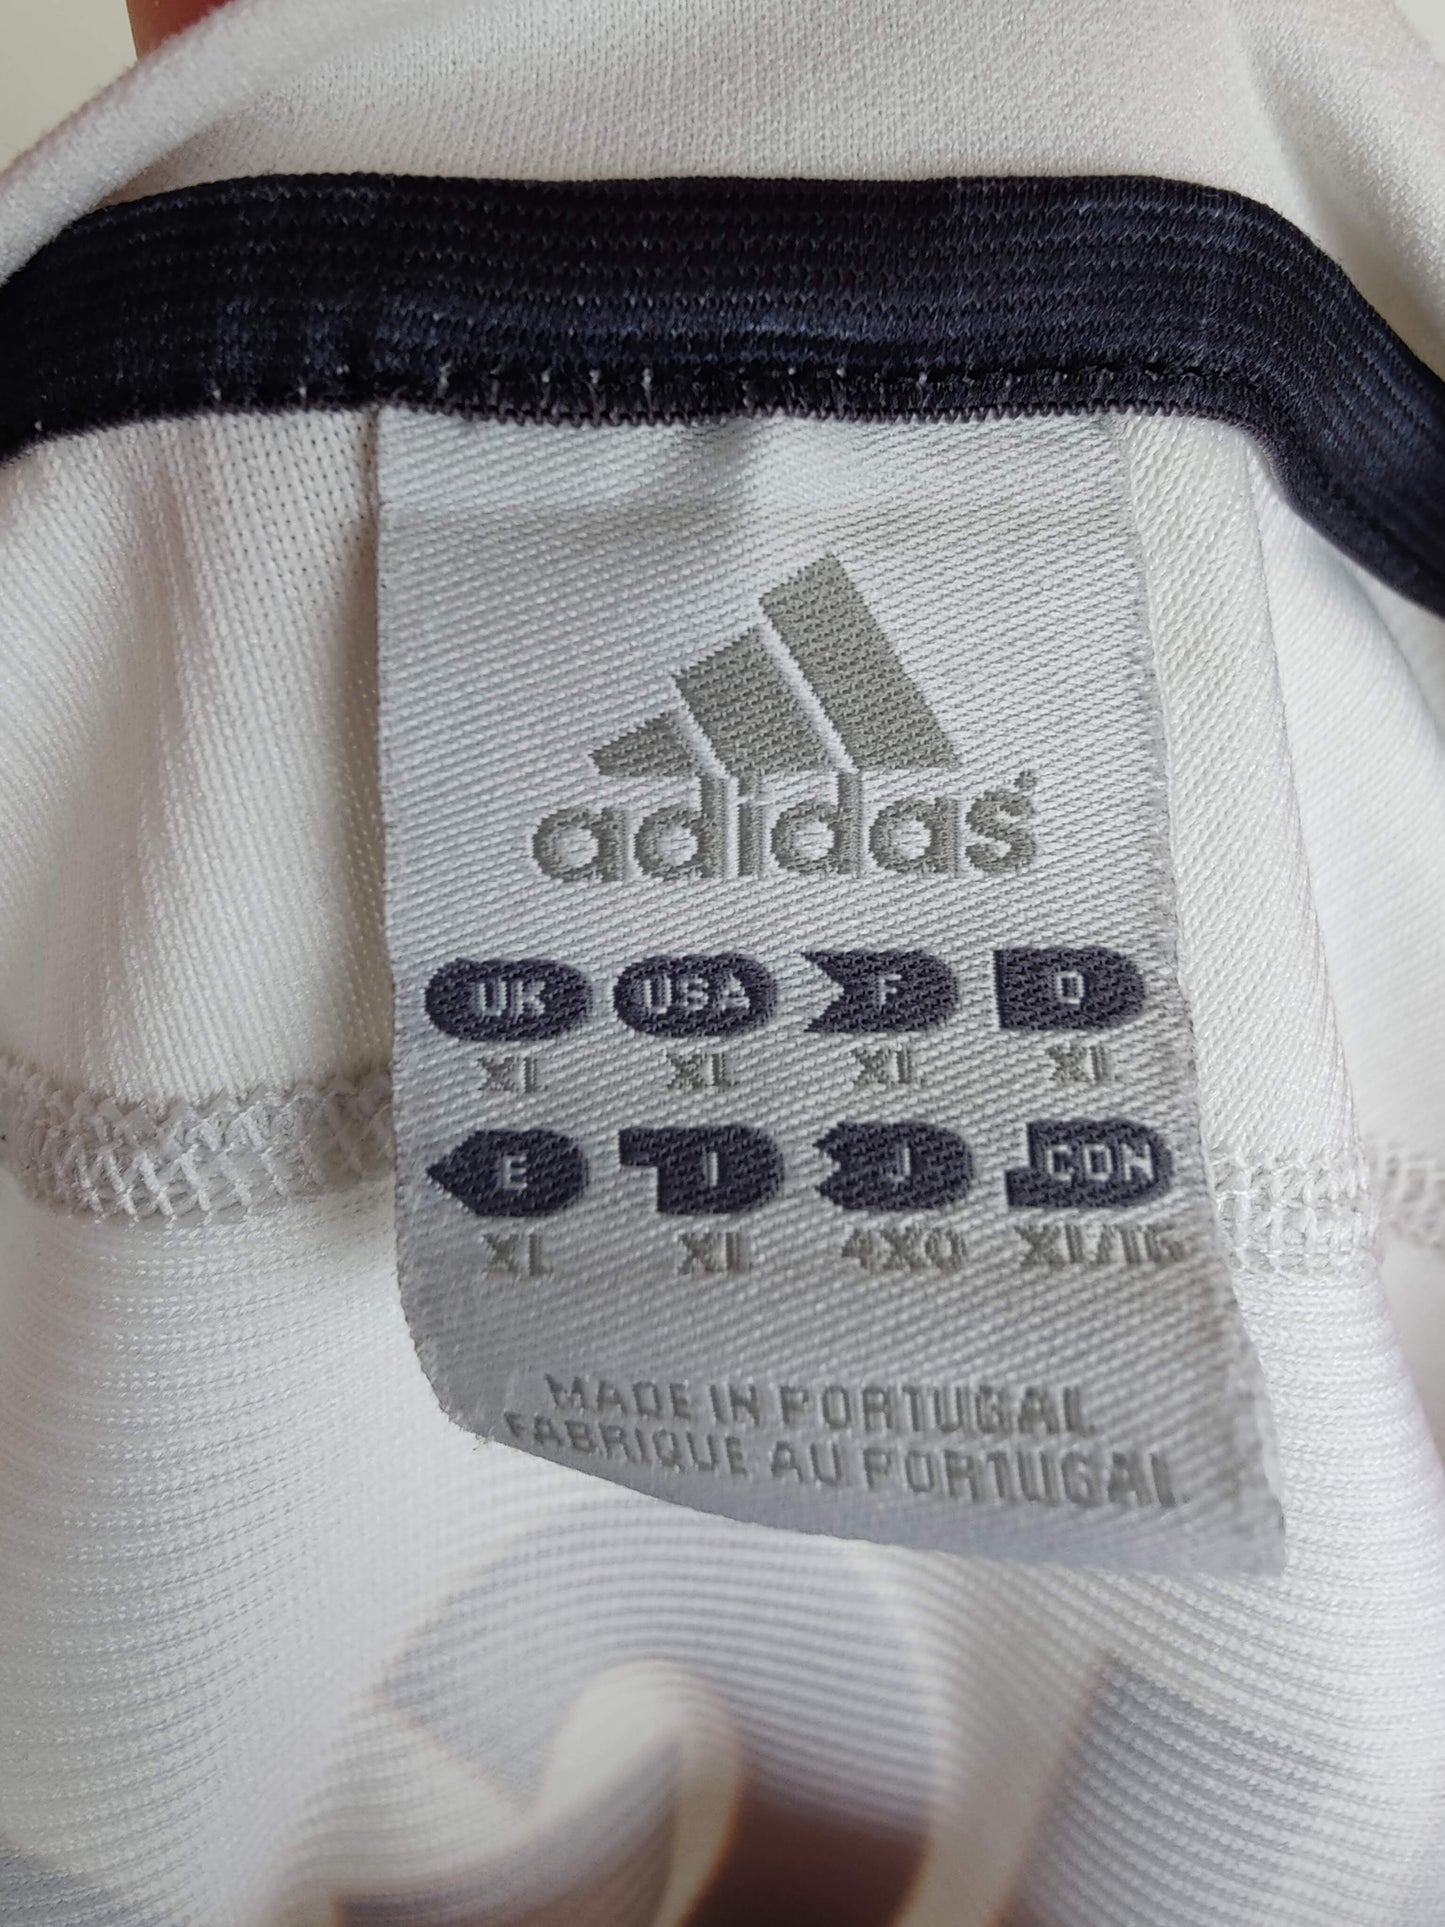 adidas®
UK USA F D
XL XL XL XL
E I J CDN
XL XL 4XO XL/TG
MADE IN PORTUGAL
FABRIQUE AU PORTUGAL